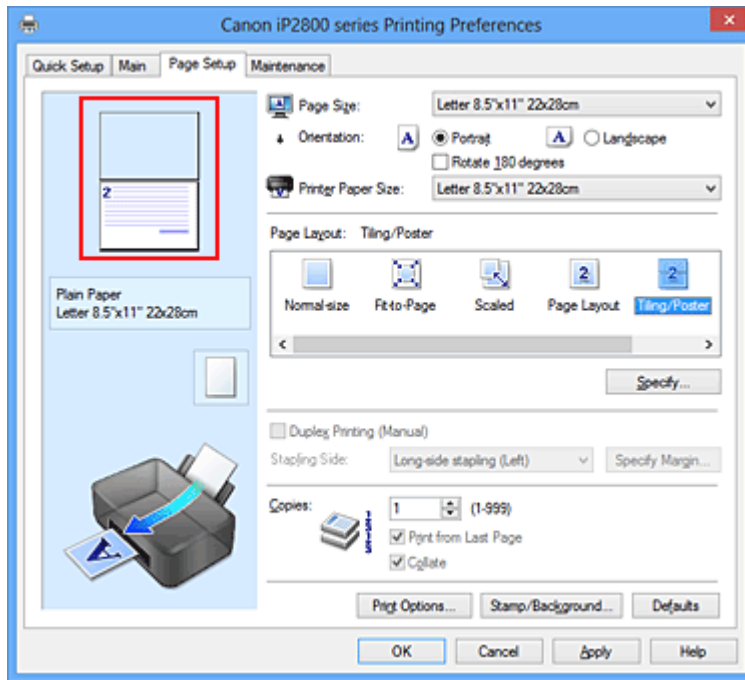 Canon iP2800 series Printing Preferences
Quick Setup Main Page Setup Maintenance
2
Plain Paper
Letter 8.5"x11" 22x28cm
A
Page Size: Letter 8.5"x11" 22x28cm
Orientation: A Portrait A Landscape
Rotate 180 degrees
Printer Paper Size: Letter 8.5"x11" 22x28cm
Page Layout: Tiling/Poster
2 2
Normal-size Fit-to-Page Scaled Page Layout Tiling/Poster
Specify...
Duplex Printing (Manual)
Stapling Side: Long-side stapling (Left) Specify Margin...
Copies: 1 (1-999)
Print from Last Page
Collate
Print Options... Stamp/Background... Defaults
OK Cancel Apply Help